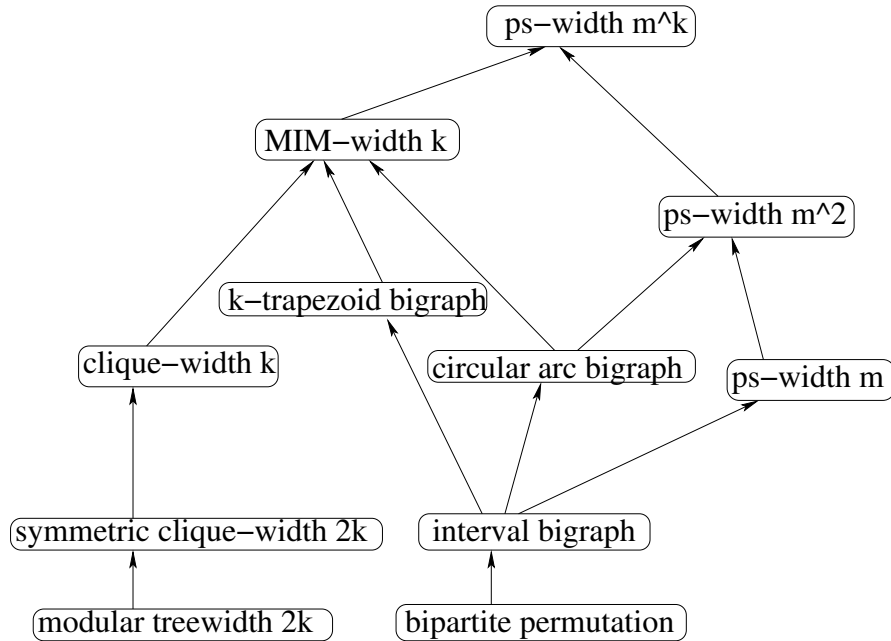 ps−width m^k
MIM−width k
ps−width m^2
k−trapezoid bigraph
clique−width k
circular arc bigraph
ps−width m
symmetric clique−width 2k
interval bigraph
modular treewidth 2k
bipartite permutation